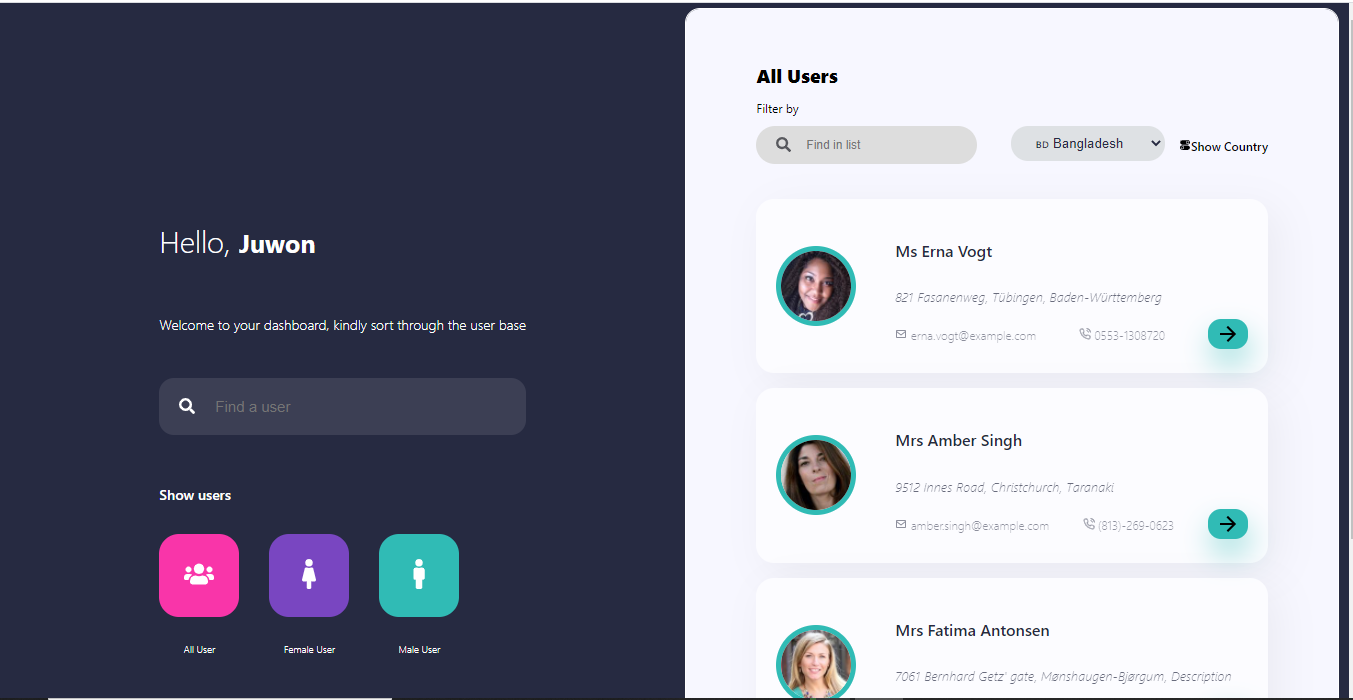 Hello, Juwon
Welcome to your dashboard, kindly sort through the user base
Find a user
Show users
All User
Female User
Male User
All Users
Filter by
Find in list
BD Bangladesh
Show Country
Ms Erna Vogt
821 Fasanenweg, Tübingen, Baden-Württemberg
erna.vogt@example.com 0553-1308720
Mrs Amber Singh
9512 Innes Road, Christchurch, Taranaki
amber.singh@example.com (813)-269-0623
Mrs Fatima Antonsen
7061 Bernhard Getz' gate, Mønshaugen-Bjørgum, Description